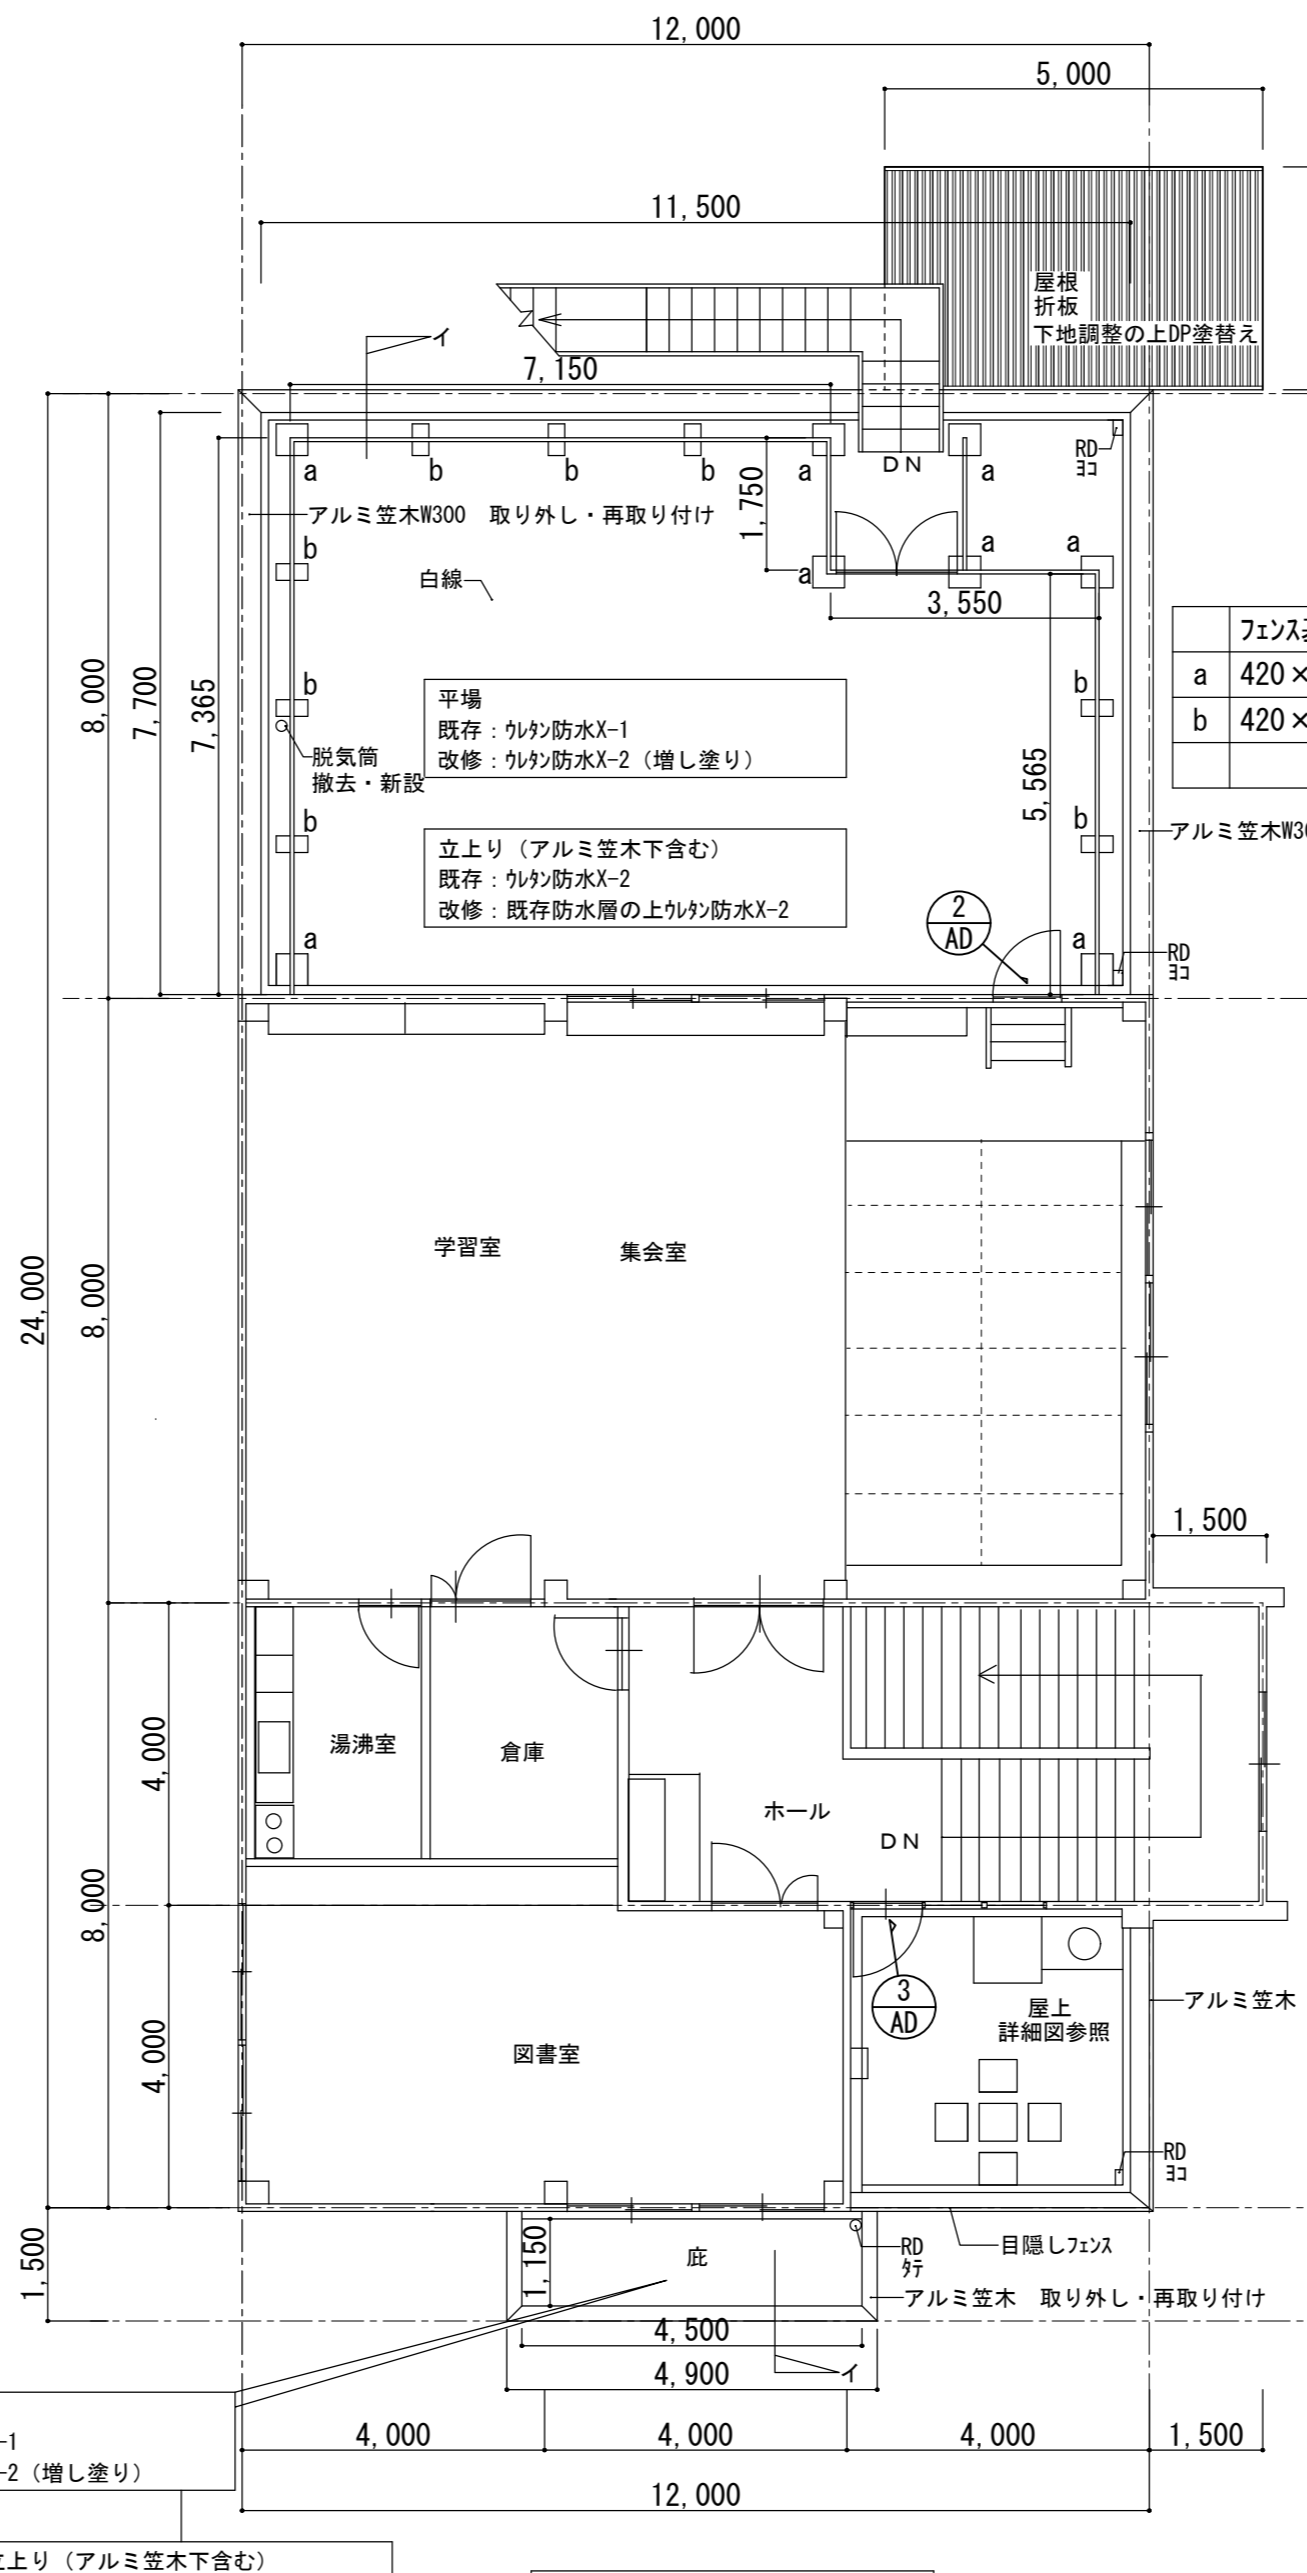 12,000
5,000
11,500
屋根
折板
下地調整の上DP塗替え
イ
7,150
DN
RD
ヨコ
a
b
b
b
a
a
1,750
アルミ笠木W300 取り外し・再取り付け
b
a
a
a
白線
3,550
フェンス
a 420×
b 420×
8,000
7,700
7,365
b
b
平場
既存：ウレタン防水X-1
改修：ウレタン防水X-2（増し塗り）
脱気筒
撤去・新設
5,565
b
b
アルミ笠木W30
立上り（アルミ笠木下含む）
既存：ウレタン防水X-2
改修：既存防水層の上ウレタン防水X-2
2
AD
a
a
RD
ヨコ
24,000
8,000
学習室
集会室
1,500
4,000
湯沸室
倉庫
ホール
DN
8,000
4,000
図書室
3
AD
屋上
詳細図参照
アルミ笠木
RD
ヨコ
1,500
1,150
庇
RD
タテ
目隠しフェンス
アルミ笠木 取り外し・再取り付け
4,500
4,900
イ
-1
-2（増し塗り）
4,000
4,000
4,000
1,500
12,000
立上り（アルミ笠木下含む）